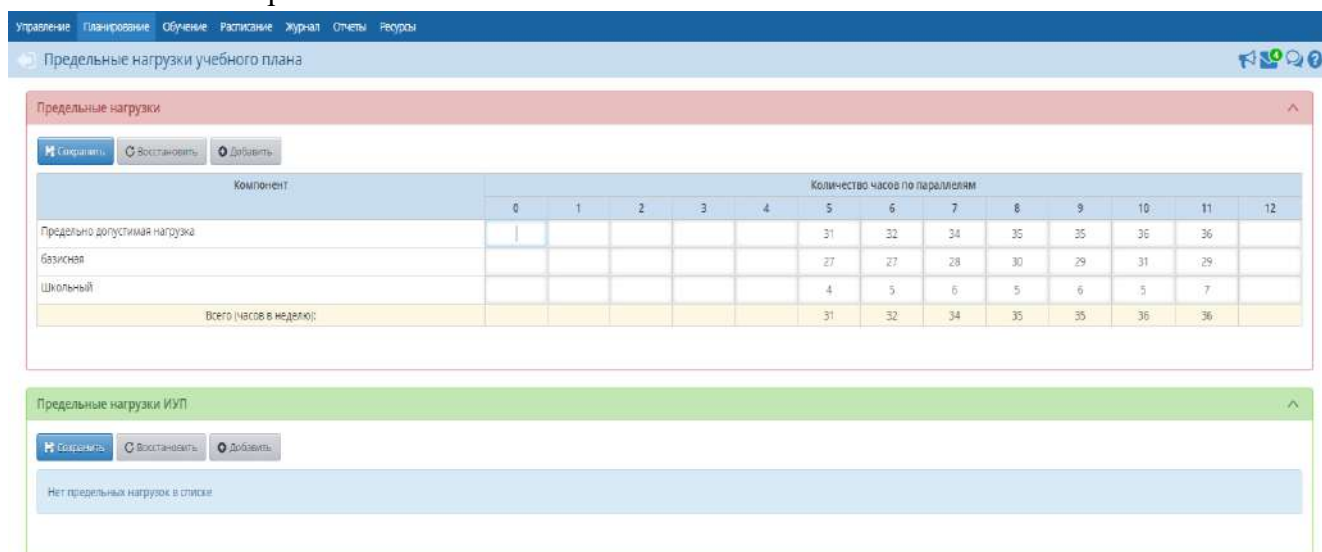 Управление Планирование Обучение Расписание Журнал Отчеты Ресурсы
Предельные нагрузки учебного плана
4
Предельные нагрузки
Сохранить Восстановить Добавить
Компонент Количество часов по параллелям
0 1 2 3 4 5 6 7 8 9 10 11 12
Предельно допустимая нагрузка 31 32 34 35 35 36 36
базисная 27 27 28 30 29 31 29
Школьный 4 5 6 5 6 5 7
Всего (часов в неделю): 31 32 34 35 35 36 36
Предельные нагрузки ИУП
Сохранить Восстановить Добавить
Нет предельных нагрузок в списке